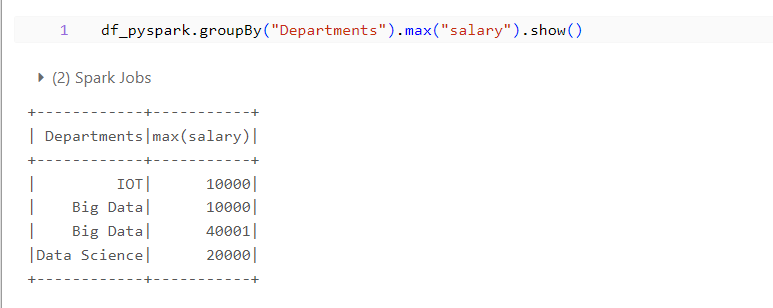 1 df_pyspark.groupBy("Departments").max("salary").show()
(2) Spark Jobs
+------------+-----------+
| Departments|max(salary)|
+------------+-----------+
|         IOT|      10000|
|    Big Data|      10000|
|    Big Data|      40001|
|Data Science|      20000|
+------------+-----------+